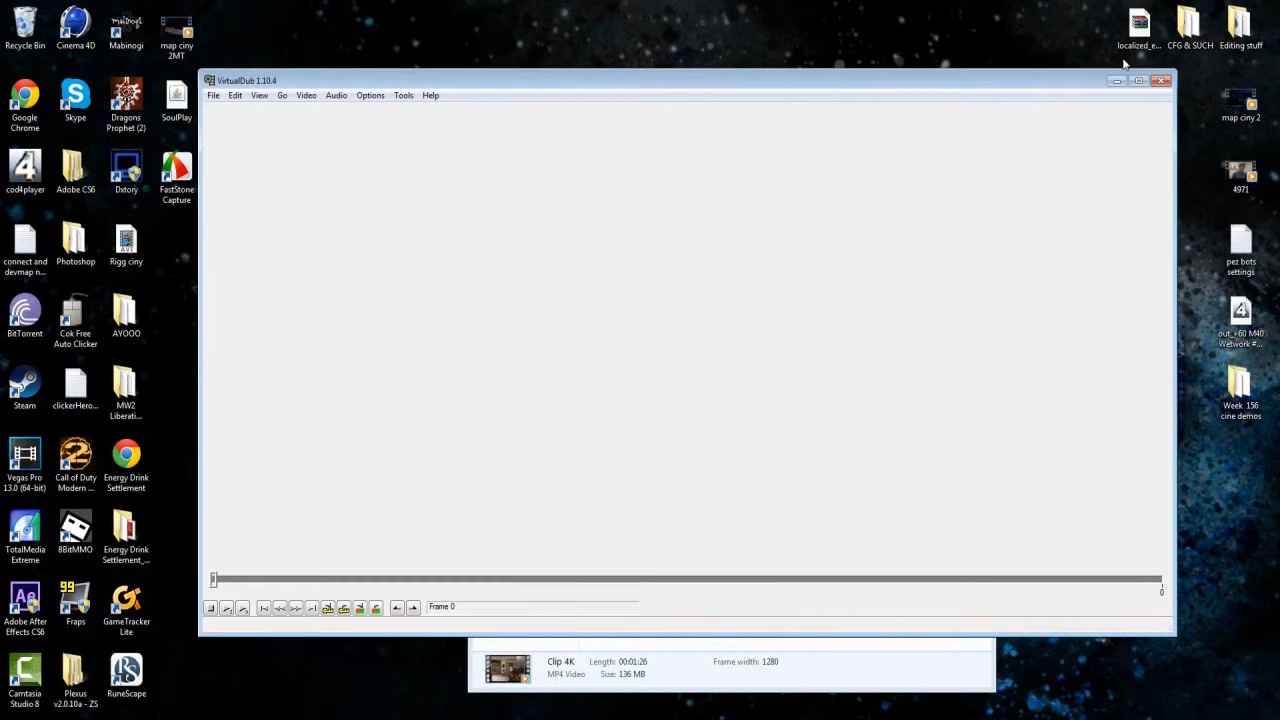 Recycle Bin
Cinema 4D
Mabinogi
map ciny 2MT
localized_e...
CFG & SUCH
Editing stuff
VirtualDub 1.10.4
File Edit View Go Video Audio Options Tools Help
Google Chrome
Skype
Dragons Prophet (2)
SoulPlay
map ciny 2
cod4player
Adobe CS6
Dxtory
FastStone Capture
4971
connect and devmap n...
Photoshop
Rigg ciny
pez bots settings
BitTorrent
Cok Free Auto Clicker
AYOOO
out_+60 M40 Wetwork #...
Steam
clickerHero...
MW2 Liberati...
Week 156 cine demos
Vegas Pro 13.0 (64-bit)
Call of Duty Modern ...
Energy Drink Settlement
TotalMedia Extreme
8BitMMO
Energy Drink Settlement_...
0
Frame 0
Adobe After Effects CS6
99
Fraps
GameTracker Lite
Clip 4K Length: 00:01:26 Frame width: 1280
MP4 Video Size: 136 MB
Camtasia Studio 8
Plexus v2.0.10a - ZS
RuneScape